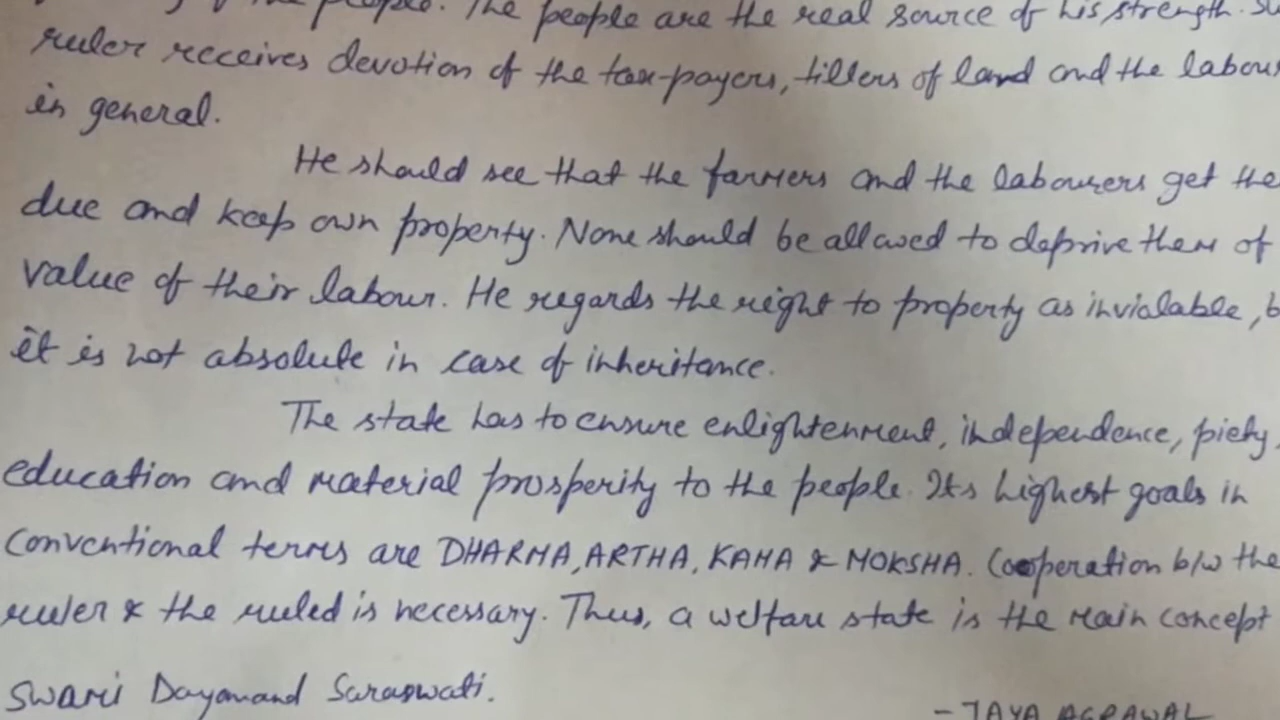 of the people. The people are the real source of his strength.
ruler receives devotion of the tax-payers, tillers of land and the labour
in general.
He should see that the farmers and the labourers get the
due and keep own property. None should be allowed to deprive them of
value of their labour. He regards the right to property as inviolable, b
it is not absolute in case of inheritance.
The state has to ensure enlightenment, independence, piety,
education and material prosperity to the people. Its highest goals in
conventional terms are DHARMA, ARTHA, KAMA & MOKSHA. Cooperation b/w the
ruler & the ruled is necessary. Thus, a welfare state is the main concept
Swami Dayanand Saraswati.
- JAYA AGRAWAL